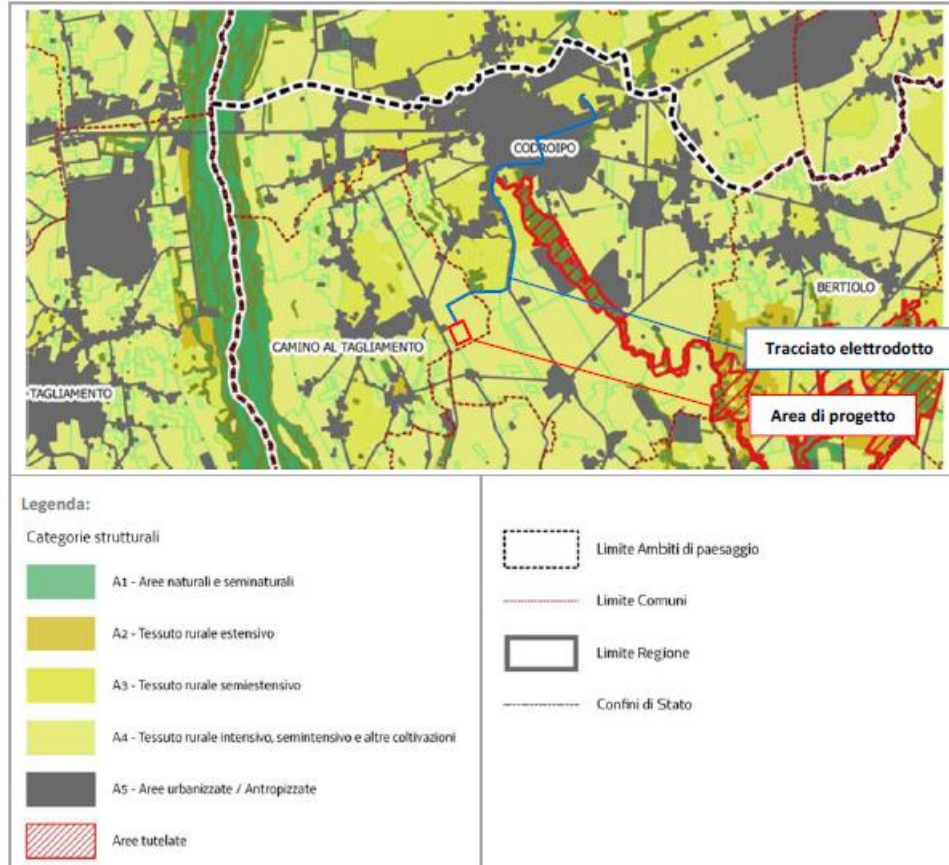 CODROIPO
BERTIOLO
CAMINO AL TAGLIAMENTO
Tracciato elettrodotto
TAGLIAMENTO
Area di progetto
Legenda:
Categorie strutturali
A1 - Aree naturali e seminaturali
A2 - Tessuto rurale estensivo
A3 - Tessuto rurale semiestensivo
A4 - Tessuto rurale intensivo, semintensivo e altre coltivazioni
A5 - Aree urbanizzate / Antropizzate
Aree tutelate
Limite Ambiti di paesaggio
Limite Comuni
Limite Regione
Confini di Stato